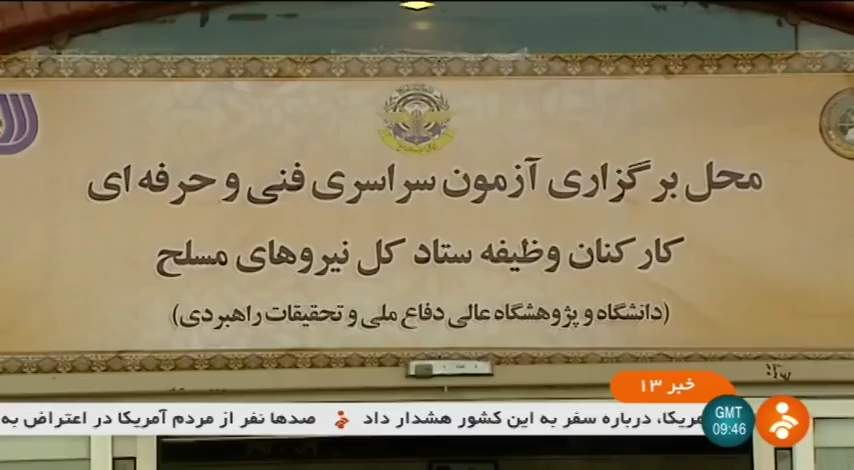 محل برگزاری آزمون سراسری فنی و حرفه ای
کارکنان وظیفه ستاد کل نیروهای مسلح
(دانشگاه و پژوهشگاه عالی دفاع ملی و تحقیقات راهبردی)
خبر ۱۳
مریکا، درباره سفر به این کشور هشدار داد صدها نفر از مردم آمریکا در اعتراض به
GMT
09:46